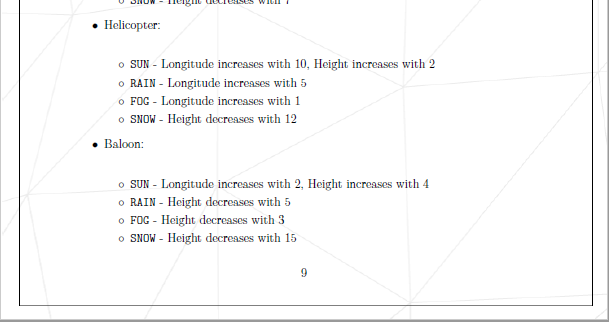 ○ SNOW - Height decreases with 7
● Helicopter:
○ SUN - Longitude increases with 10, Height increases with 2
○ RAIN - Longitude increases with 5
○ FOG - Longitude increases with 1
○ SNOW - Height decreases with 12
● Baloon:
○ SUN - Longitude increases with 2, Height increases with 4
○ RAIN - Height decreases with 5
○ FOG - Height decreases with 3
○ SNOW - Height decreases with 15
9